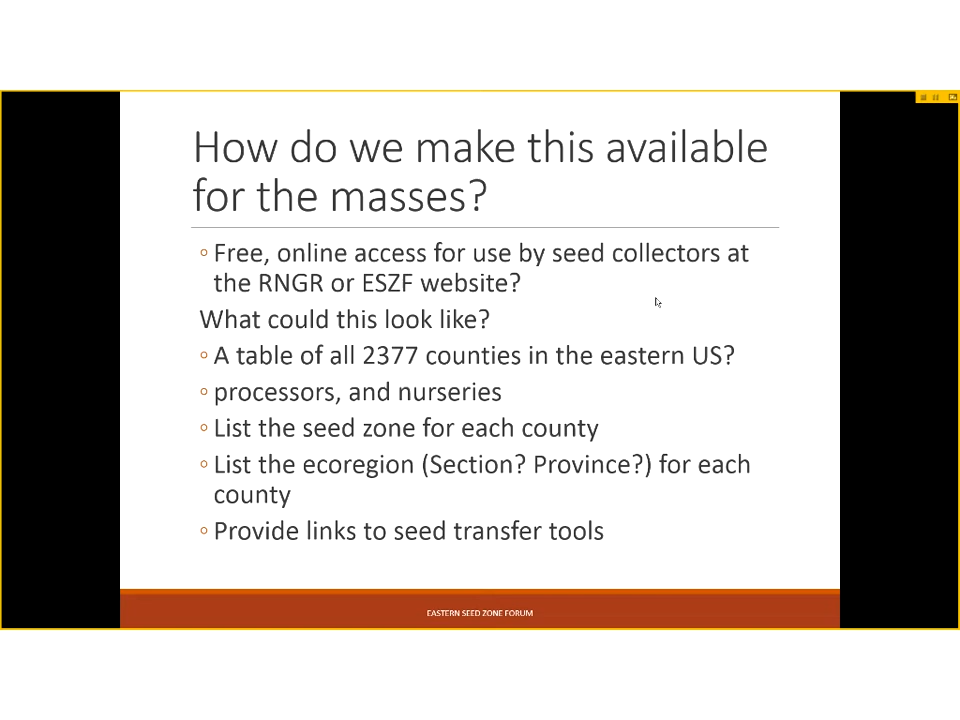 How do we make this available
for the masses?
◦ Free, online access for use by seed collectors at
the RNGR or ESZF website?
What could this look like?
◦ A table of all 2377 counties in the eastern US?
◦ processors, and nurseries
◦ List the seed zone for each county
◦ List the ecoregion (Section? Province?) for each
county
◦ Provide links to seed transfer tools
EASTERN SEED ZONE FORUM